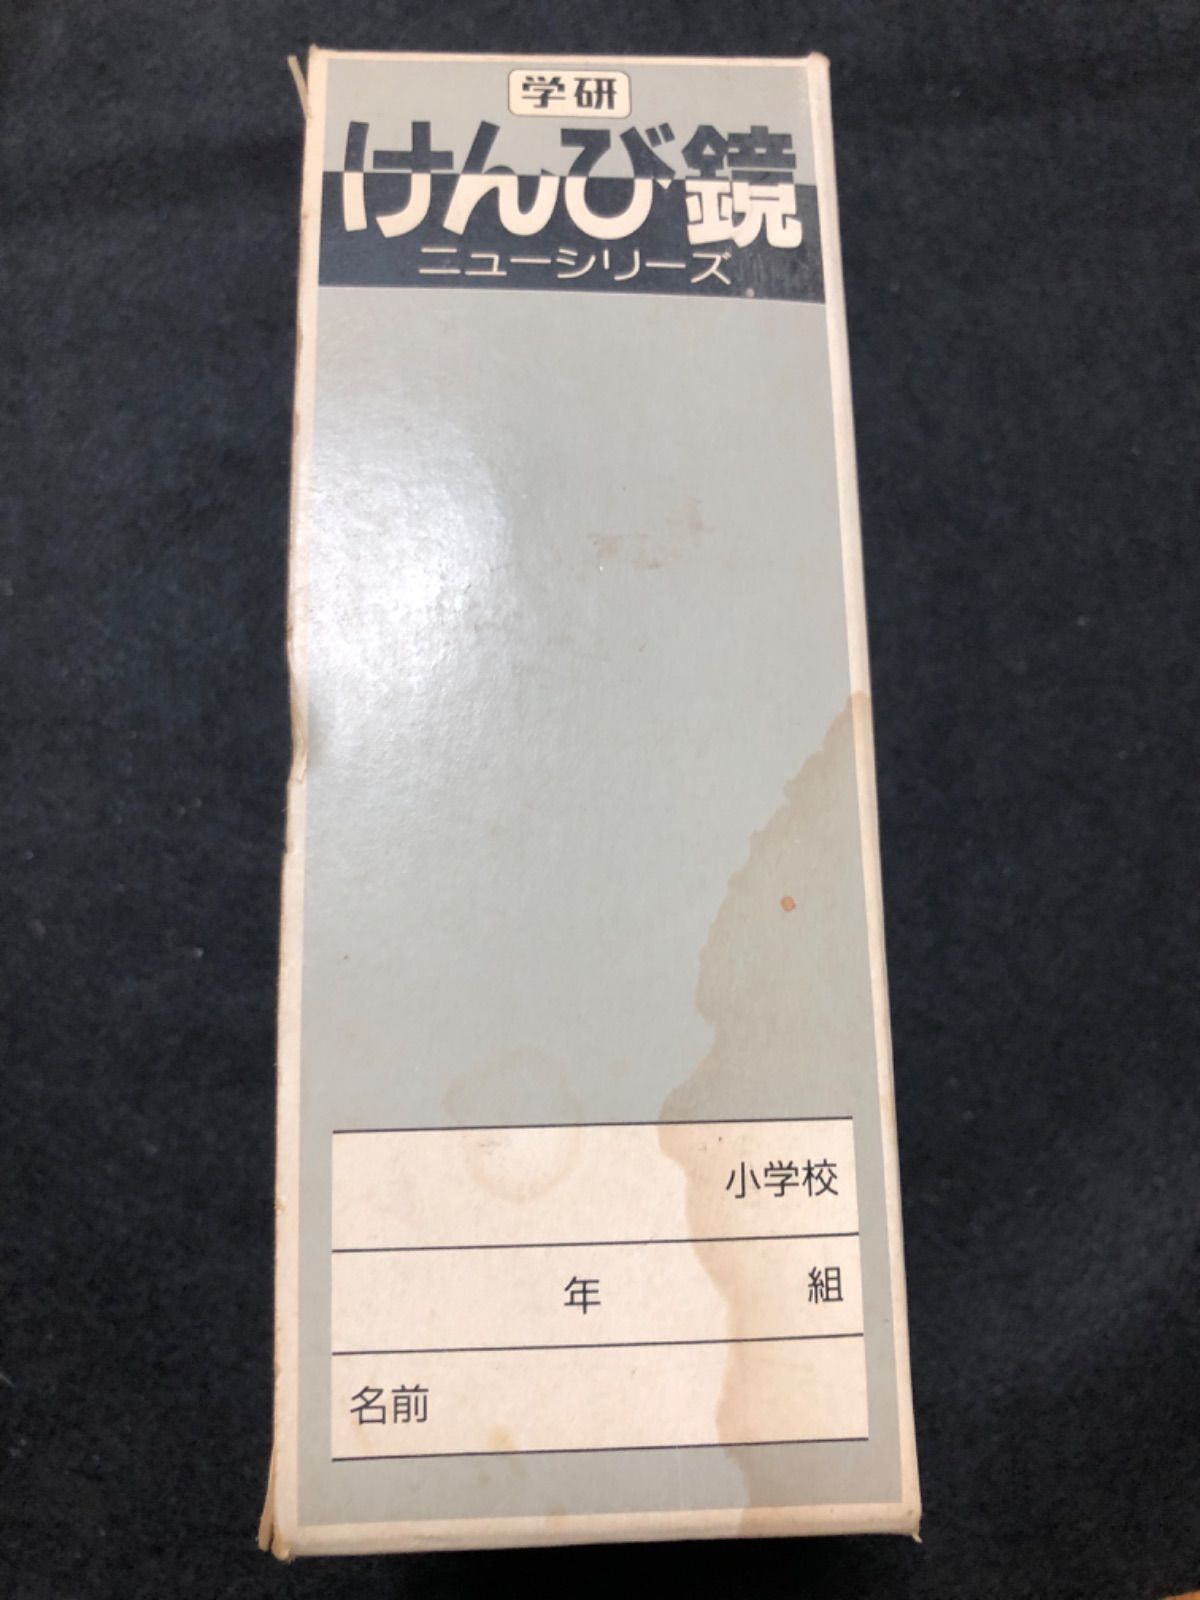 学研
けんび鏡
ニューシリーズ
小学校
年 組
名前